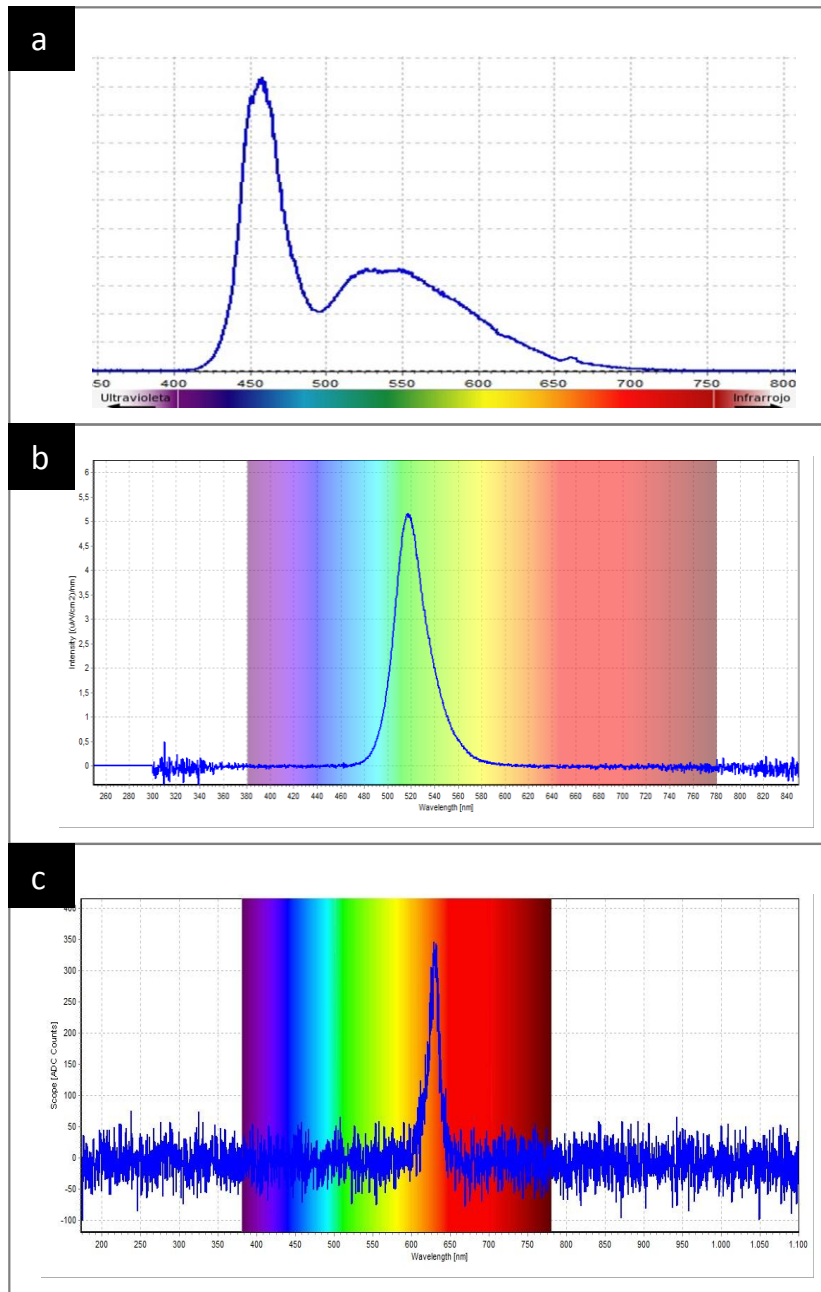 a
50 400 450 500 550 600 650 700 750 800
Ultravioleta Infrarrojo
b
6
5,5
5
4,5
4
3,5
3
2,5
2
1,5
1
0,5
0
Intensity [(uW/cm2)/nm]
260 280 300 320 340 360 380 400 420 440 460 480 500 520 540 560 580 600 620 640 660 680 700 720 740 760 780 800 820 840
Wavelength [nm]
c
400
350
300
250
200
150
100
50
0
-50
-100
Scope [ADC Counts]
200 250 300 350 400 450 500 550 600 650 700 750 800 850 900 950 1.000 1.050 1.100
Wavelength [nm]